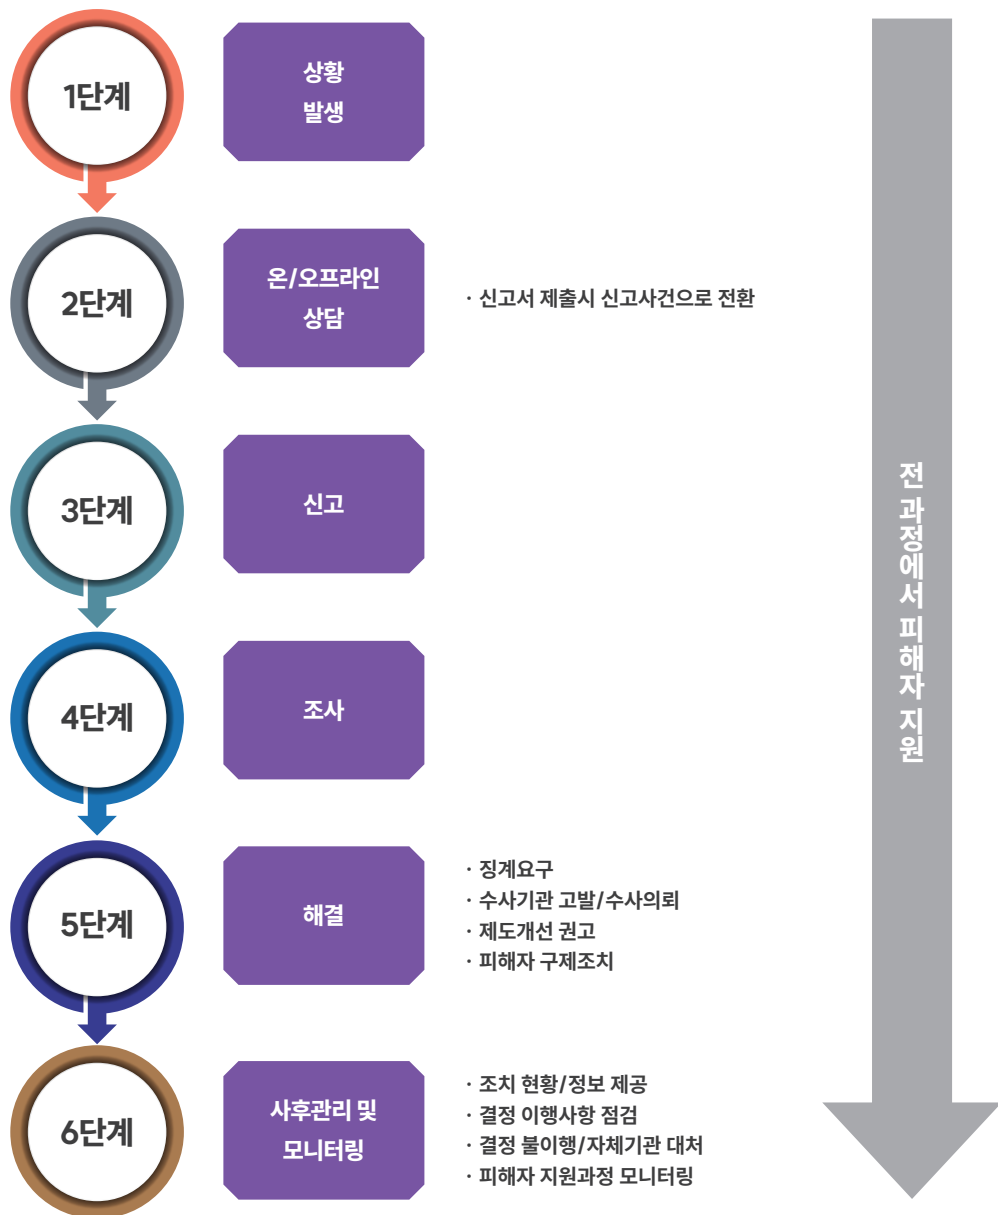 1단계
상황
발생
2단계
온/오프라인
상담
· 신고서 제출시 신고사건으로 전환
3단계
신고
4단계
조사
5단계
해결
· 징계요구
· 수사기관 고발/수사의뢰
· 제도개선 권고
· 피해자 구제조치
6단계
사후관리 및
모니터링
· 조치 현황/정보 제공
· 결정 이행사항 점검
· 결정 불이행/자체기관 대처
· 피해자 지원과정 모니터링
전 과정에서 피해자 지원